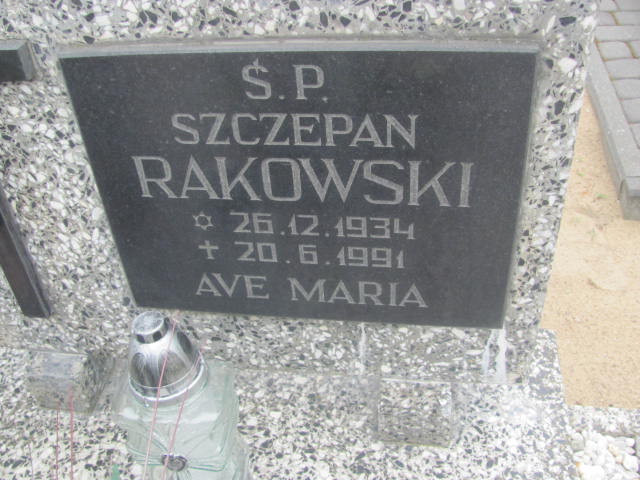 Ś.P.
SZCZEPAN
RAKOWSKI
✡ 26.12.1934
✝ 20.6.1991
AVE MARIA